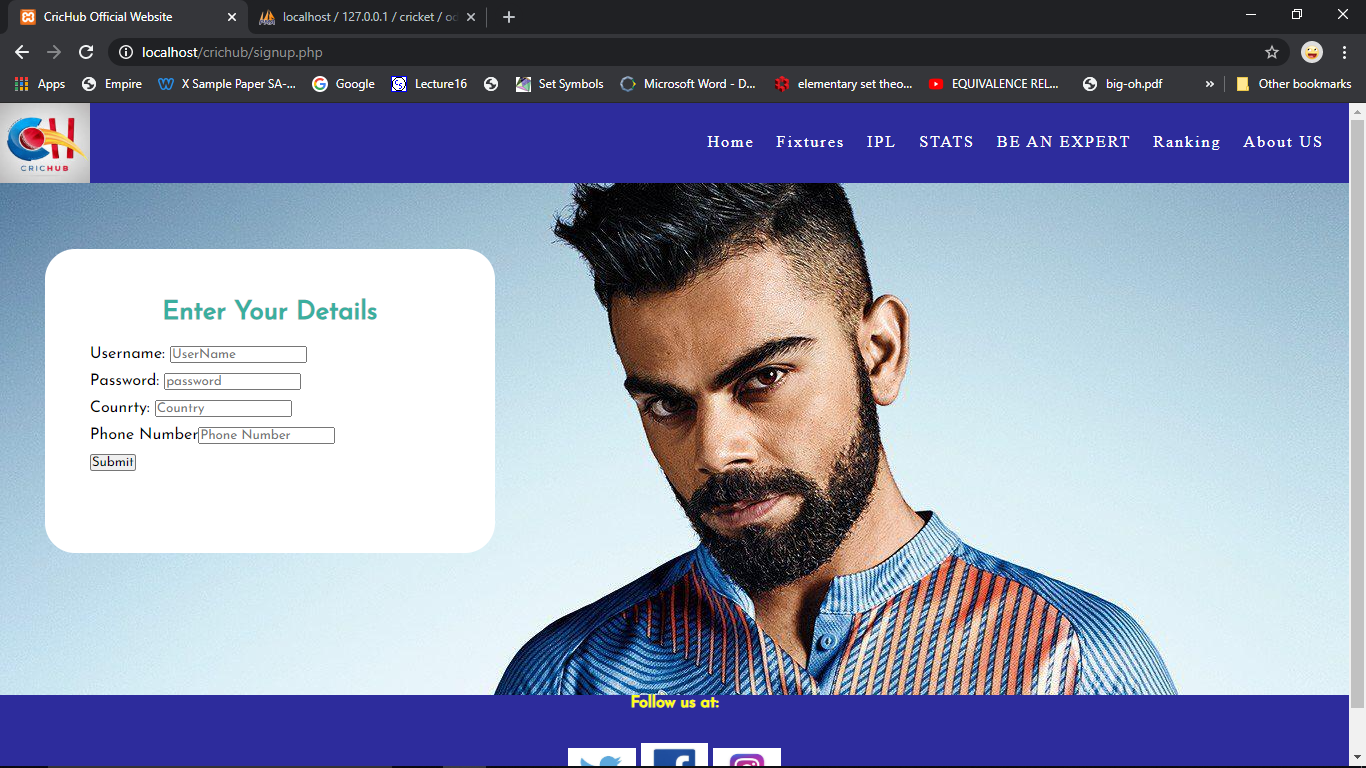 CricHub Official Website
localhost / 127.0.0.1 / cricket / od
localhost/crichub/signup.php
Apps Empire X Sample Paper SA-... Google Lecture16 Set Symbols Microsoft Word - D... elementary set theo... EQUIVALENCE REL... big-oh.pdf » Other bookmarks
CH
CRICHUB
Home Fixtures IPL STATS BE AN EXPERT Ranking About US
Enter Your Details
Username: UserName
Password: password
Counrty: Country
Phone Number Phone Number
Submit
Follow us at: